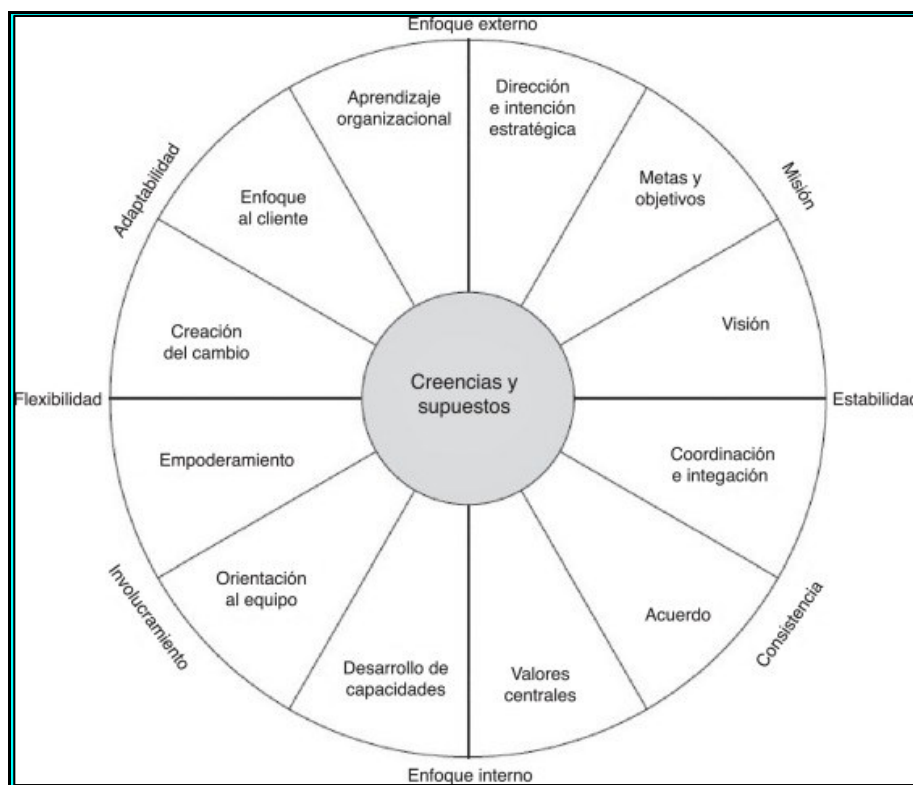 Enfoque externo
Aprendizaje
organizacional
Dirección
e intención
estratégica
Adaptabilidad
Enfoque
al cliente
Metas y
objetivos
Misión
Creación
del cambio
Visión
Creencias y
supuestos
Flexibilidad
Estabilidad
Empoderamiento
Coordinación
e integación
Involucramiento
Orientación
al equipo
Acuerdo
Consistencia
Desarrollo de
capacidades
Valores
centrales
Enfoque interno